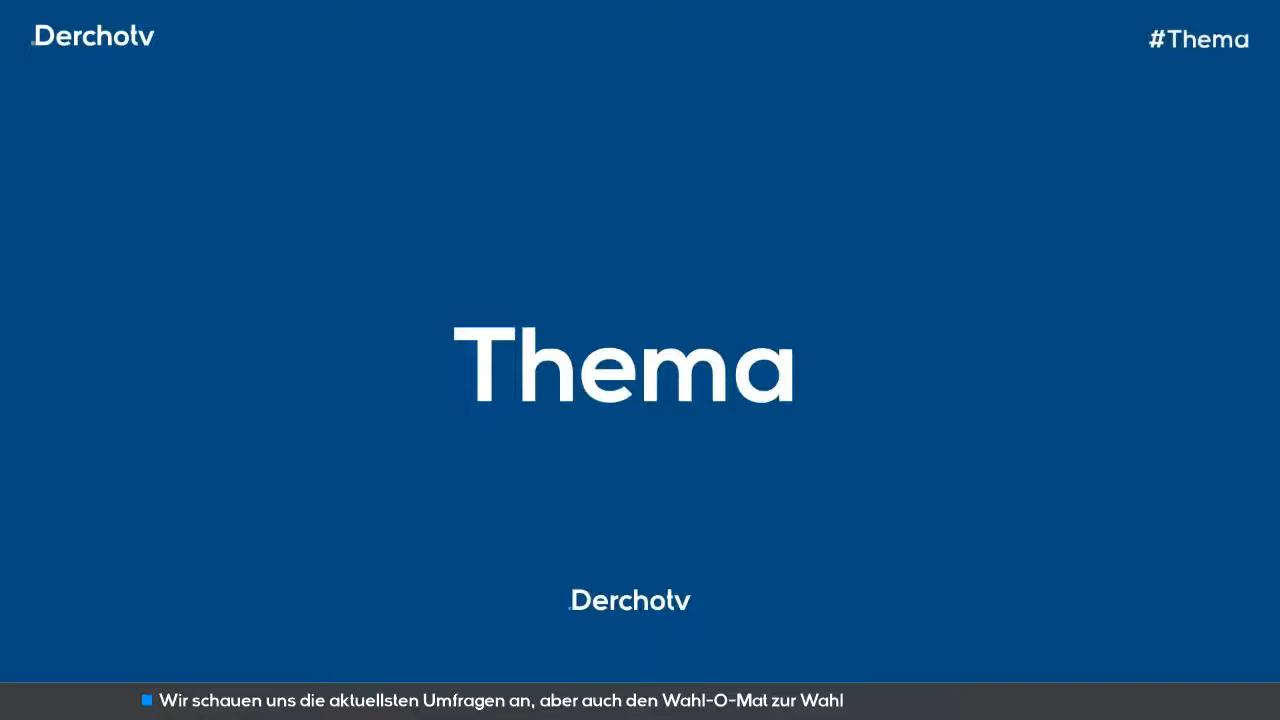 .Derchotv
#Thema
Thema
.Derchotv
Wir schauen uns die aktuellsten Umfragen an, aber auch den Wahl-O-Mat zur Wahl